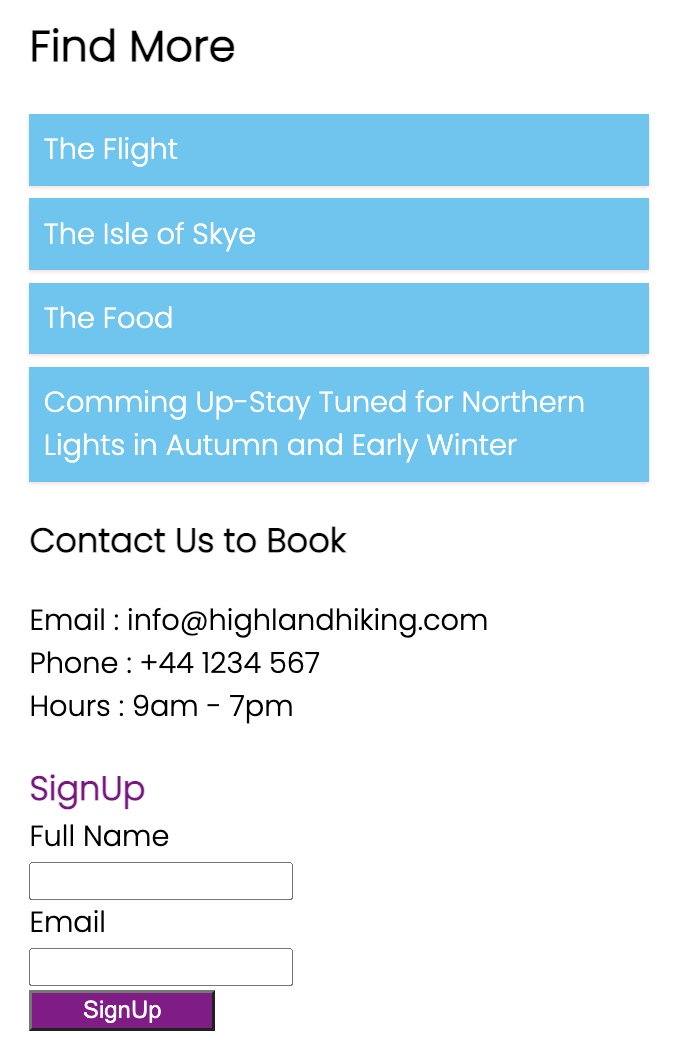 Find More
The Flight
The Isle of Skye
The Food
Comming Up-Stay Tuned for Northern
Lights in Autumn and Early Winter
Contact Us to Book
Email : info@highlandhiking.com
Phone : +44 1234 567
Hours : 9am - 7pm
SignUp
Full Name
Email
SignUp